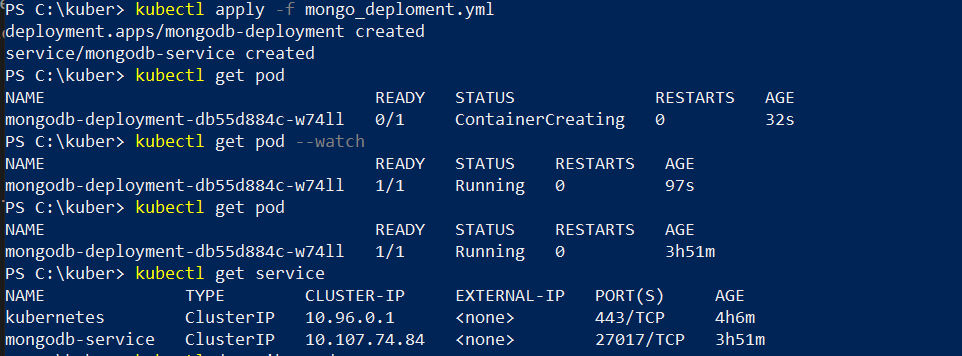 PS C:\kuber> kubectl apply -f mongo_deploment.yml
deployment.apps/mongodb-deployment created
service/mongodb-service created
PS C:\kuber> kubectl get pod
NAME READY STATUS RESTARTS AGE
mongodb-deployment-db55d884c-w74ll 0/1 ContainerCreating 0 32s
PS C:\kuber> kubectl get pod --watch
NAME READY STATUS RESTARTS AGE
mongodb-deployment-db55d884c-w74ll 1/1 Running 0 97s
PS C:\kuber> kubectl get pod
NAME READY STATUS RESTARTS AGE
mongodb-deployment-db55d884c-w74ll 1/1 Running 0 3h51m
PS C:\kuber> kubectl get service
NAME TYPE CLUSTER-IP EXTERNAL-IP PORT(S) AGE
kubernetes ClusterIP 10.96.0.1 <none> 443/TCP 4h6m
mongodb-service ClusterIP 10.107.74.84 <none> 27017/TCP 3h51m